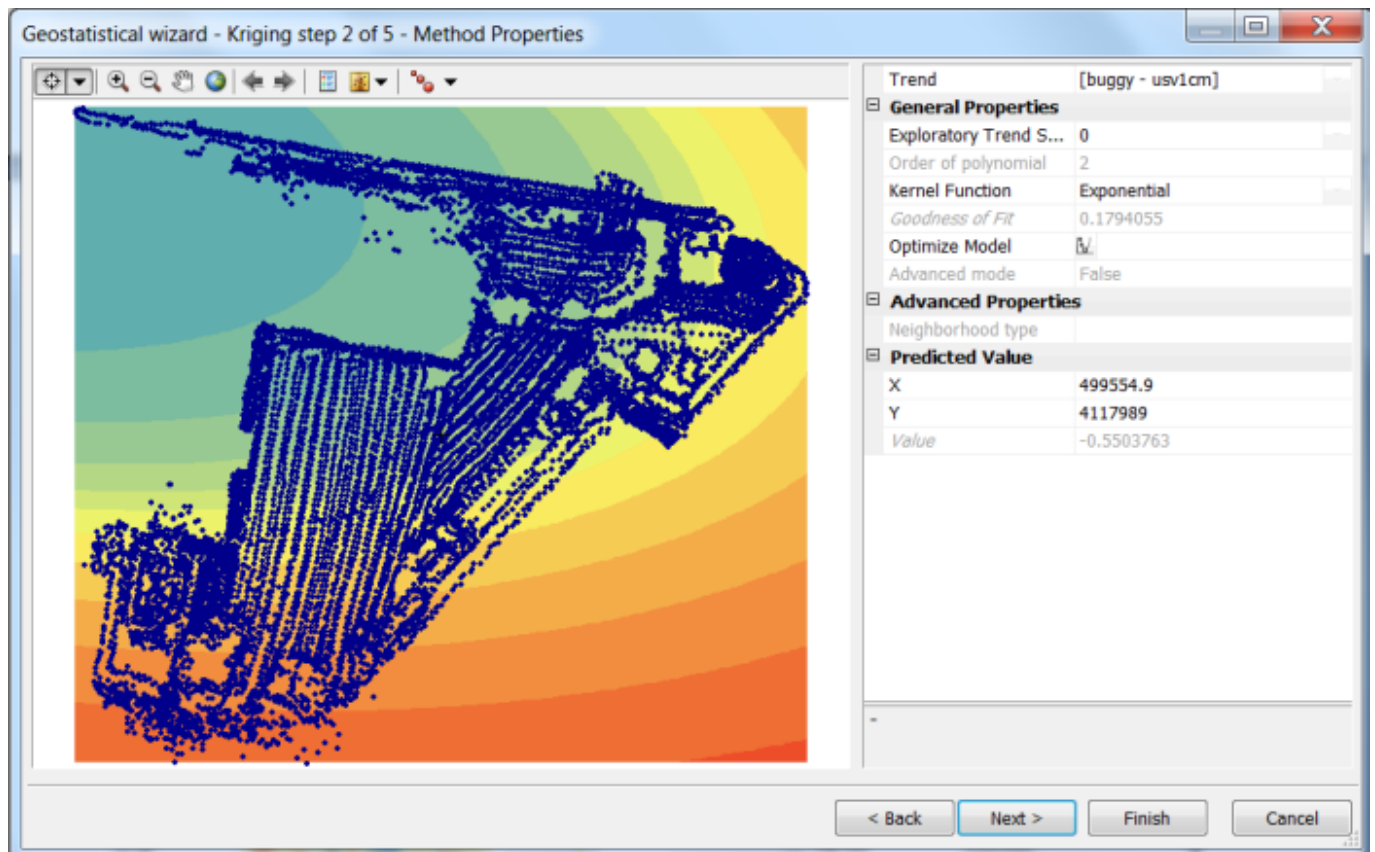 Geostatistical wizard - Kriging step 2 of 5 - Method Properties
Trend [buggy - usv1cm]
General Properties
Exploratory Trend S... 0
Order of polynomial 2
Kernel Function Exponential
Goodness of Fit 0.1794055
Optimize Model
Advanced mode False
Advanced Properties
Neighborhood type
Predicted Value
X 499554.9
Y 4117989
Value -0.5503763
< Back Next > Finish Cancel